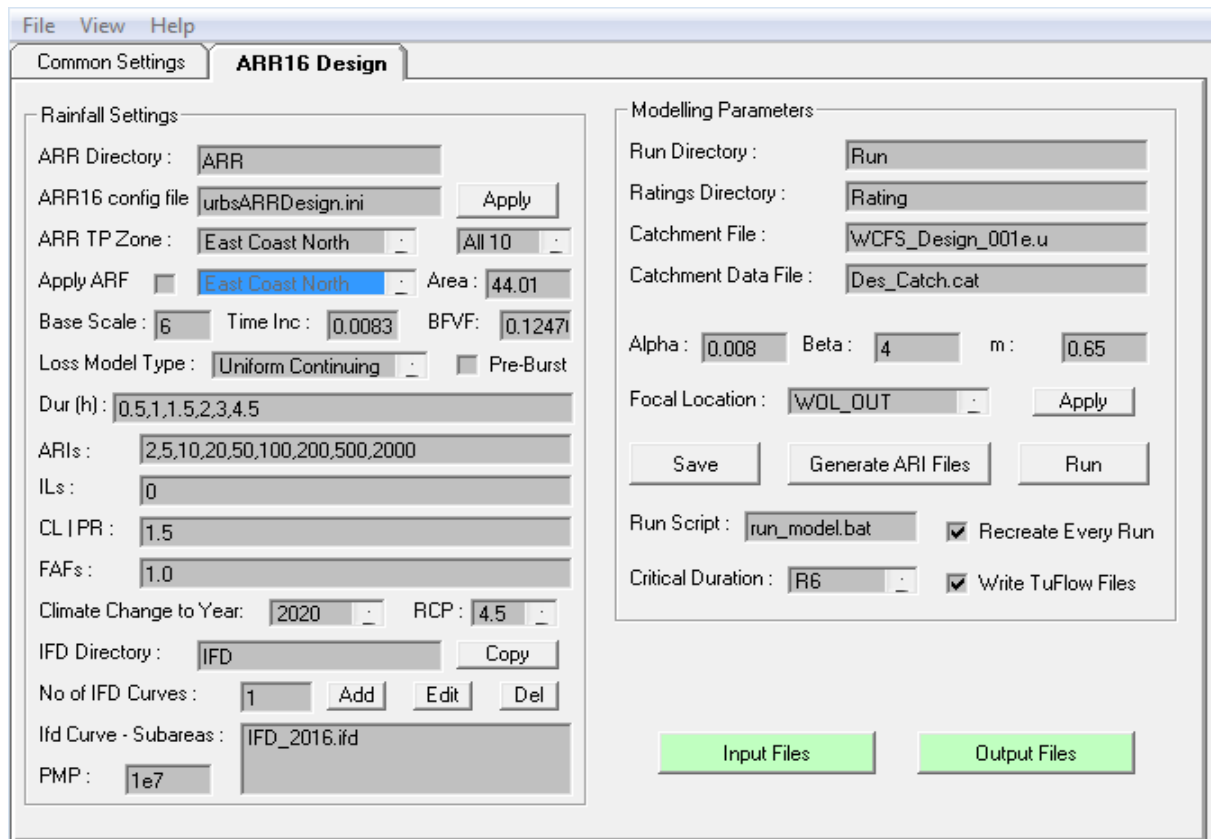 File View Help
Common Settings ARR16 Design
Rainfall Settings
ARR Directory : ARR
ARR16 config file urbsARRDesign.ini Apply
ARR TP Zone : East Coast North All 10
Apply ARF East Coast North Area : 44.01
Base Scale : 6 Time Inc : 0.0083 BFVF: 0.1247
Loss Model Type : Uniform Continuing Pre-Burst
Dur (h) : 0.5,1,1.5,2,3,4.5
ARIs : 2,5,10,20,50,100,200,500,2000
ILs : 0
CL | PR : 1.5
FAFs : 1.0
Climate Change to Year: 2020 RCP : 4.5
IFD Directory : IFD Copy
No of IFD Curves : 1 Add Edit Del
Ifd Curve - Subareas : IFD_2016.ifd
PMP : 1e7
Modelling Parameters
Run Directory : Run
Ratings Directory : Rating
Catchment File : WCFS_Design_001e.u
Catchment Data File : Des_Catch.cat
Alpha : 0.008 Beta : 4 m : 0.65
Focal Location : WOL_OUT Apply
Save Generate ARI Files Run
Run Script : run_model.bat Recreate Every Run
Critical Duration : R6 Write TuFlow Files
Input Files Output Files